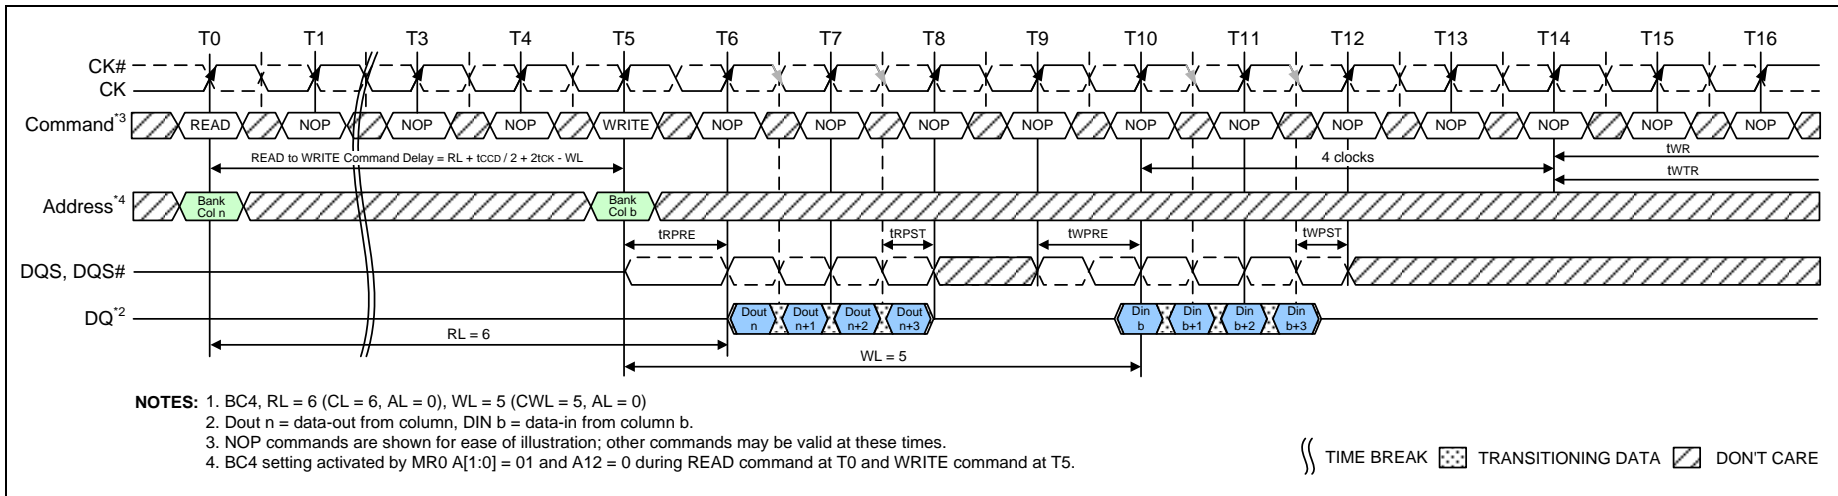 T0 T1 T3 T4 T5 T6 T7 T8 T9 T10 T11 T12 T13 T14 T15 T16
CK#
CK
Command*3 READ NOP NOP NOP WRITE NOP NOP NOP NOP NOP NOP NOP NOP NOP NOP NOP
READ to WRITE Command Delay = RL + tCCD / 2 + 2tCK - WL
4 clocks
tWR
tWTR
Address*4
Bank Col n
Bank Col b
tRPRE tRPST tWPRE tWPST
DQS, DQS#
DQ*2
Dout n
Dout n+1
Dout n+2
Dout n+3
Din b
Din b+1
Din b+2
Din b+3
RL = 6
WL = 5
NOTES: 1. BC4, RL = 6 (CL = 6, AL = 0), WL = 5 (CWL = 5, AL = 0)
2. Dout n = data-out from column, DIN b = data-in from column b.
3. NOP commands are shown for ease of illustration; other commands may be valid at these times.
4. BC4 setting activated by MR0 A[1:0] = 01 and A12 = 0 during READ command at T0 and WRITE command at T5.
TIME BREAK TRANSITIONING DATA DON'T CARE